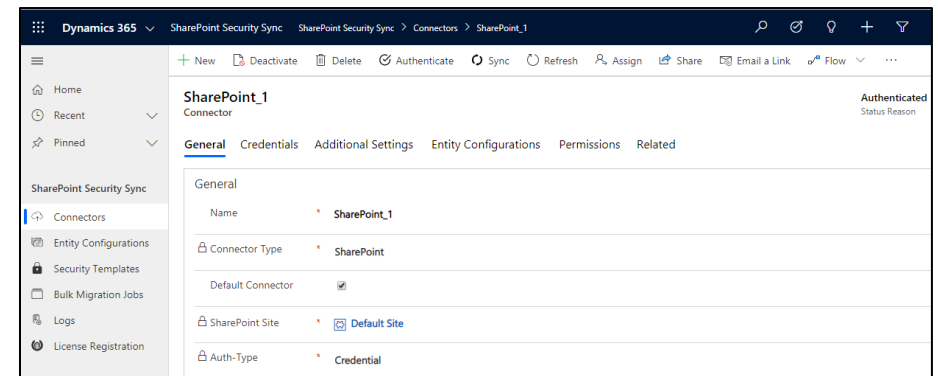 Dynamics 365 SharePoint Security Sync SharePoint Security Sync > Connectors > SharePoint_1
+ New Deactivate Delete Authenticate Sync Refresh Assign Share Email a Link Flow ...
Home
Recent
Pinned
SharePoint Security Sync
Connectors
Entity Configurations
Security Templates
Bulk Migration Jobs
Logs
License Registration
SharePoint_1
Connector
Authenticated
Status Reason
General Credentials Additional Settings Entity Configurations Permissions Related
General
Name * SharePoint_1
Connector Type * SharePoint
Default Connector
SharePoint Site * Default Site
Auth-Type * Credential